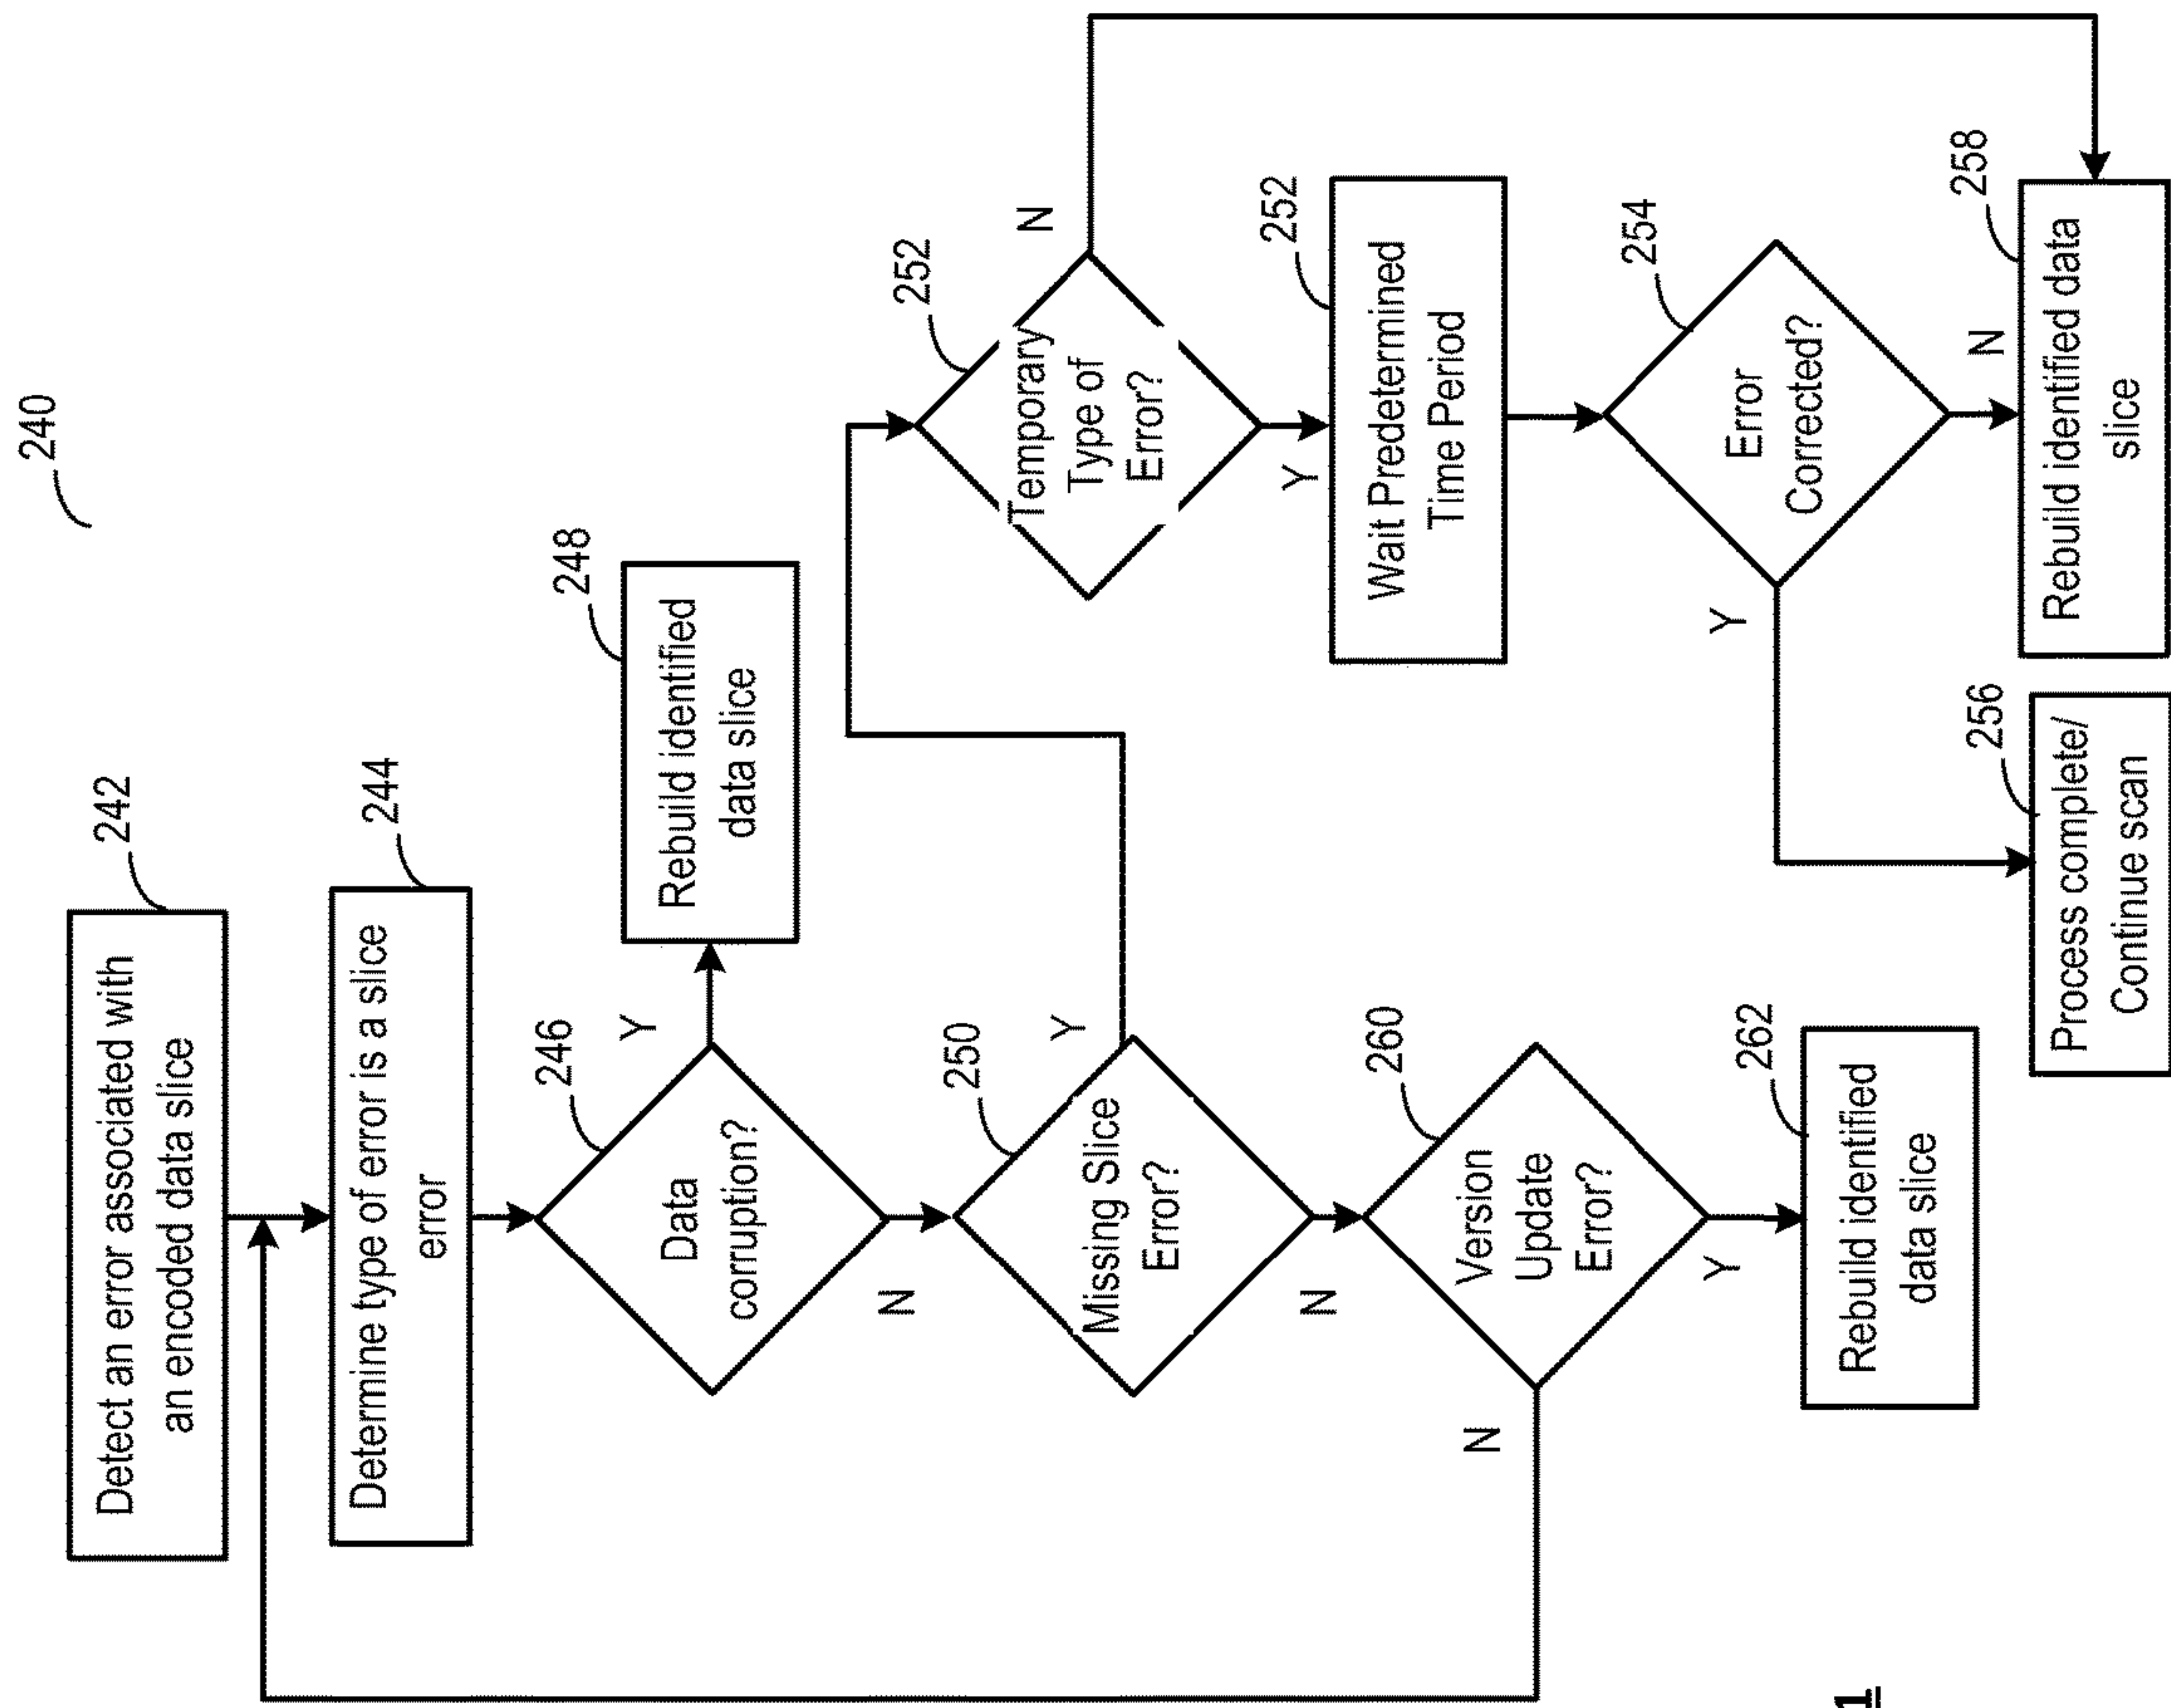 240
242
Detect an error associated with
an encoded data slice
244
Determine type of error is a slice
error
246
Data
corruption?
Y
N
248
Rebuild identified
data slice
250
Missing Slice
Error?
Y
N
260
Version
Update
Error?
N
Y
262
Rebuild identified
data slice
252
Temporary
Type of
Error?
N
Y
252
Wait Predetermined
Time Period
254
Error
Corrected?
Y
N
256
Process complete/
Continue scan
258
Rebuild identified data
slice
1